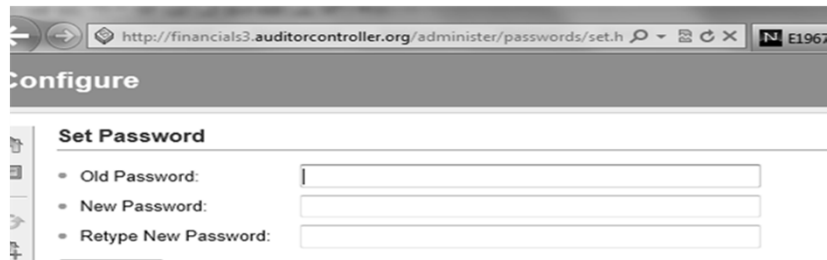 http://financials3.auditorcontroller.org/administer/passwords/set.h
E1967
Configure
Set Password
Old Password:
New Password:
Retype New Password: